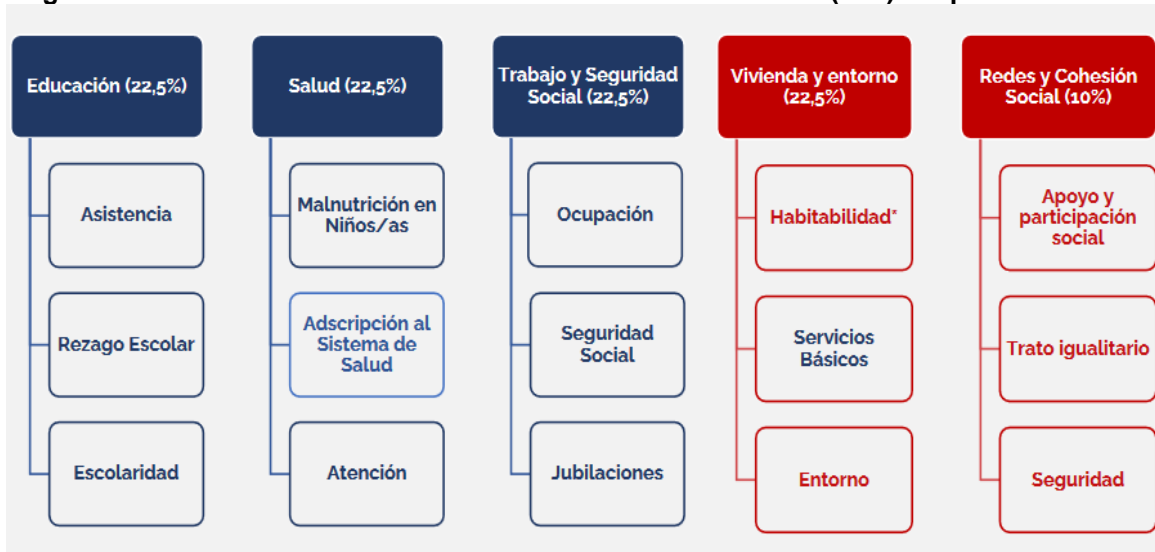 Educación (22,5%)
Asistencia
Rezago Escolar
Escolaridad
Salud (22,5%)
Malnutrición en
Niños/as
Adscripción al
Sistema de
Salud
Atención
Trabajo y Seguridad
Social (22,5%)
Ocupación
Seguridad
Social
Jubilaciones
Vivienda y entorno
(22,5%)
Habitabilidad*
Servicios
Básicos
Entorno
Redes y Cohesión
Social (10%)
Apoyo y
participación
social
Trato igualitario
Seguridad